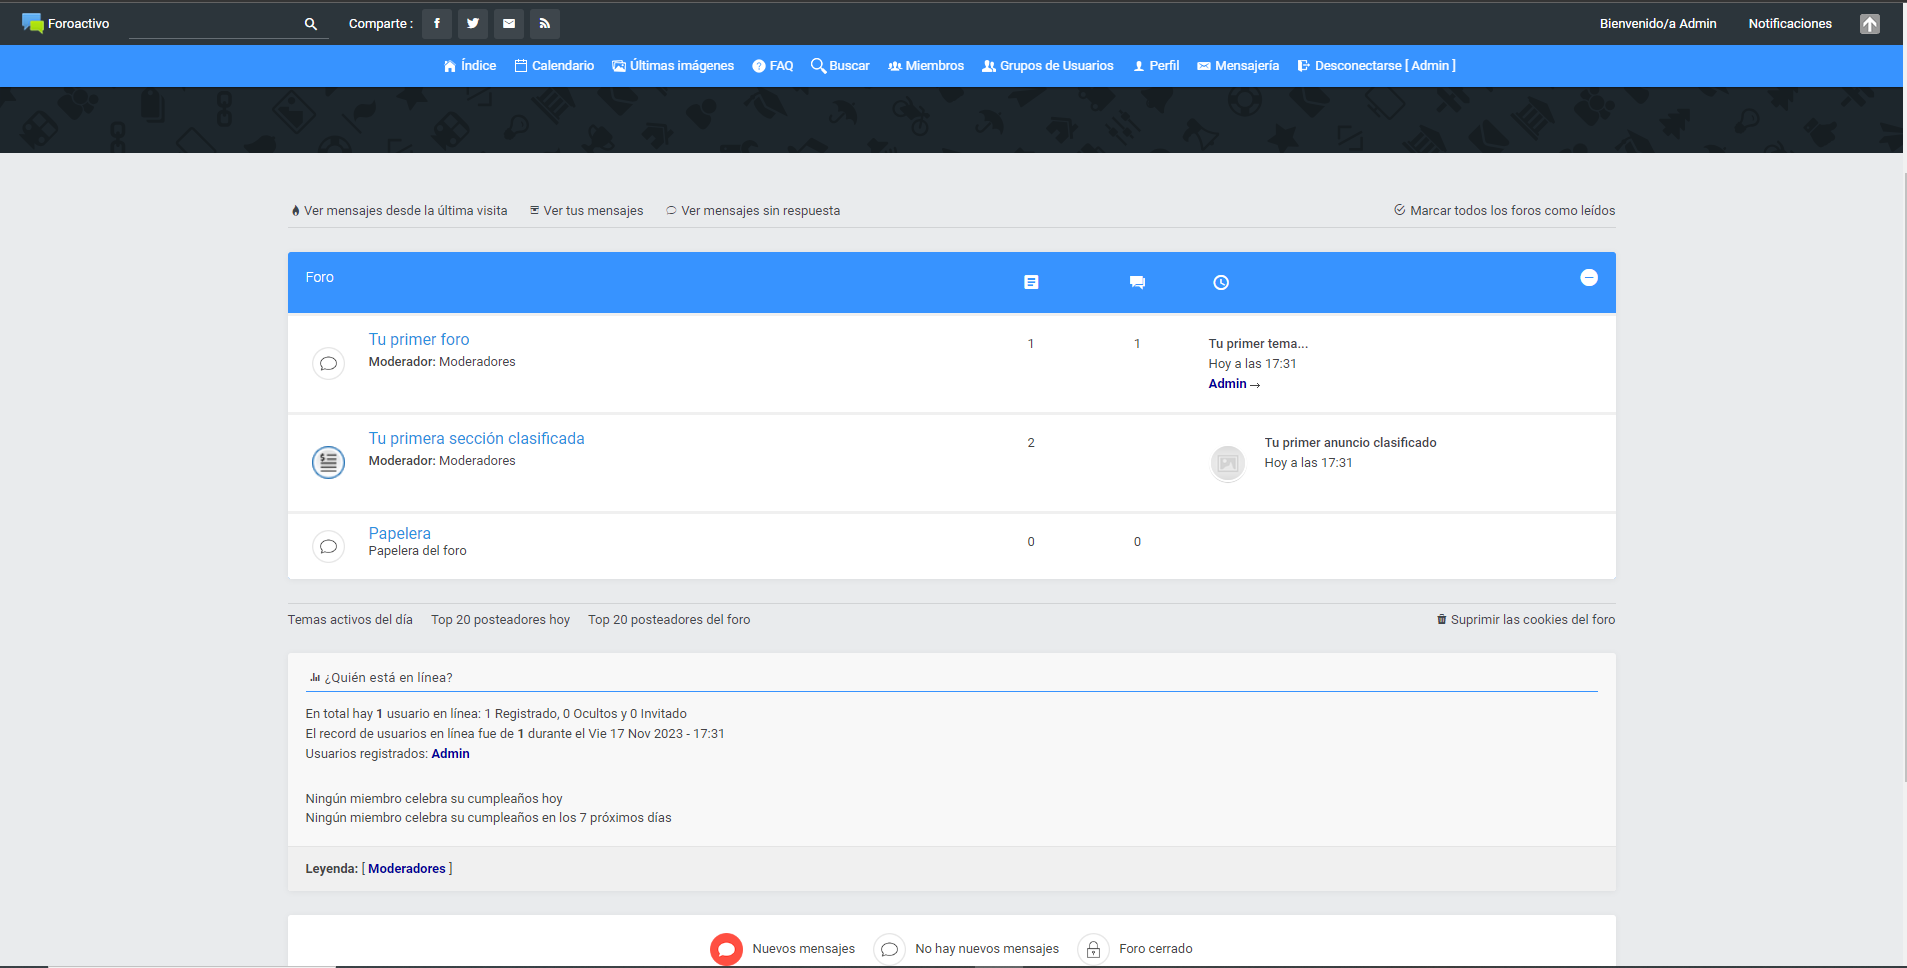 Foroactivo Comparte : Bienvenido/a Admin Notificaciones
Índice Calendario Últimas imágenes FAQ Buscar Miembros Grupos de Usuarios Perfil Mensajería Desconectarse [ Admin ]
Ver mensajes desde la última visita Ver tus mensajes Ver mensajes sin respuesta Marcar todos los foros como leídos
Foro
Tu primer foro
Moderador: Moderadores
1 1
Tu primer tema...
Hoy a las 17:31
Admin→
Tu primera sección clasificada
Moderador: Moderadores
2
Tu primer anuncio clasificado
Hoy a las 17:31
Papelera
Papelera del foro
0 0
Temas activos del día Top 20 posteadores hoy Top 20 posteadores del foro Suprimir las cookies del foro
¿Quién está en línea?
En total hay 1 usuario en línea: 1 Registrado, 0 Ocultos y 0 Invitado
El record de usuarios en línea fue de 1 durante el Vie 17 Nov 2023 - 17:31
Usuarios registrados: Admin
Ningún miembro celebra su cumpleaños hoy
Ningún miembro celebra su cumpleaños en los 7 próximos días
Leyenda: [ Moderadores ]
Nuevos mensajes No hay nuevos mensajes Foro cerrado